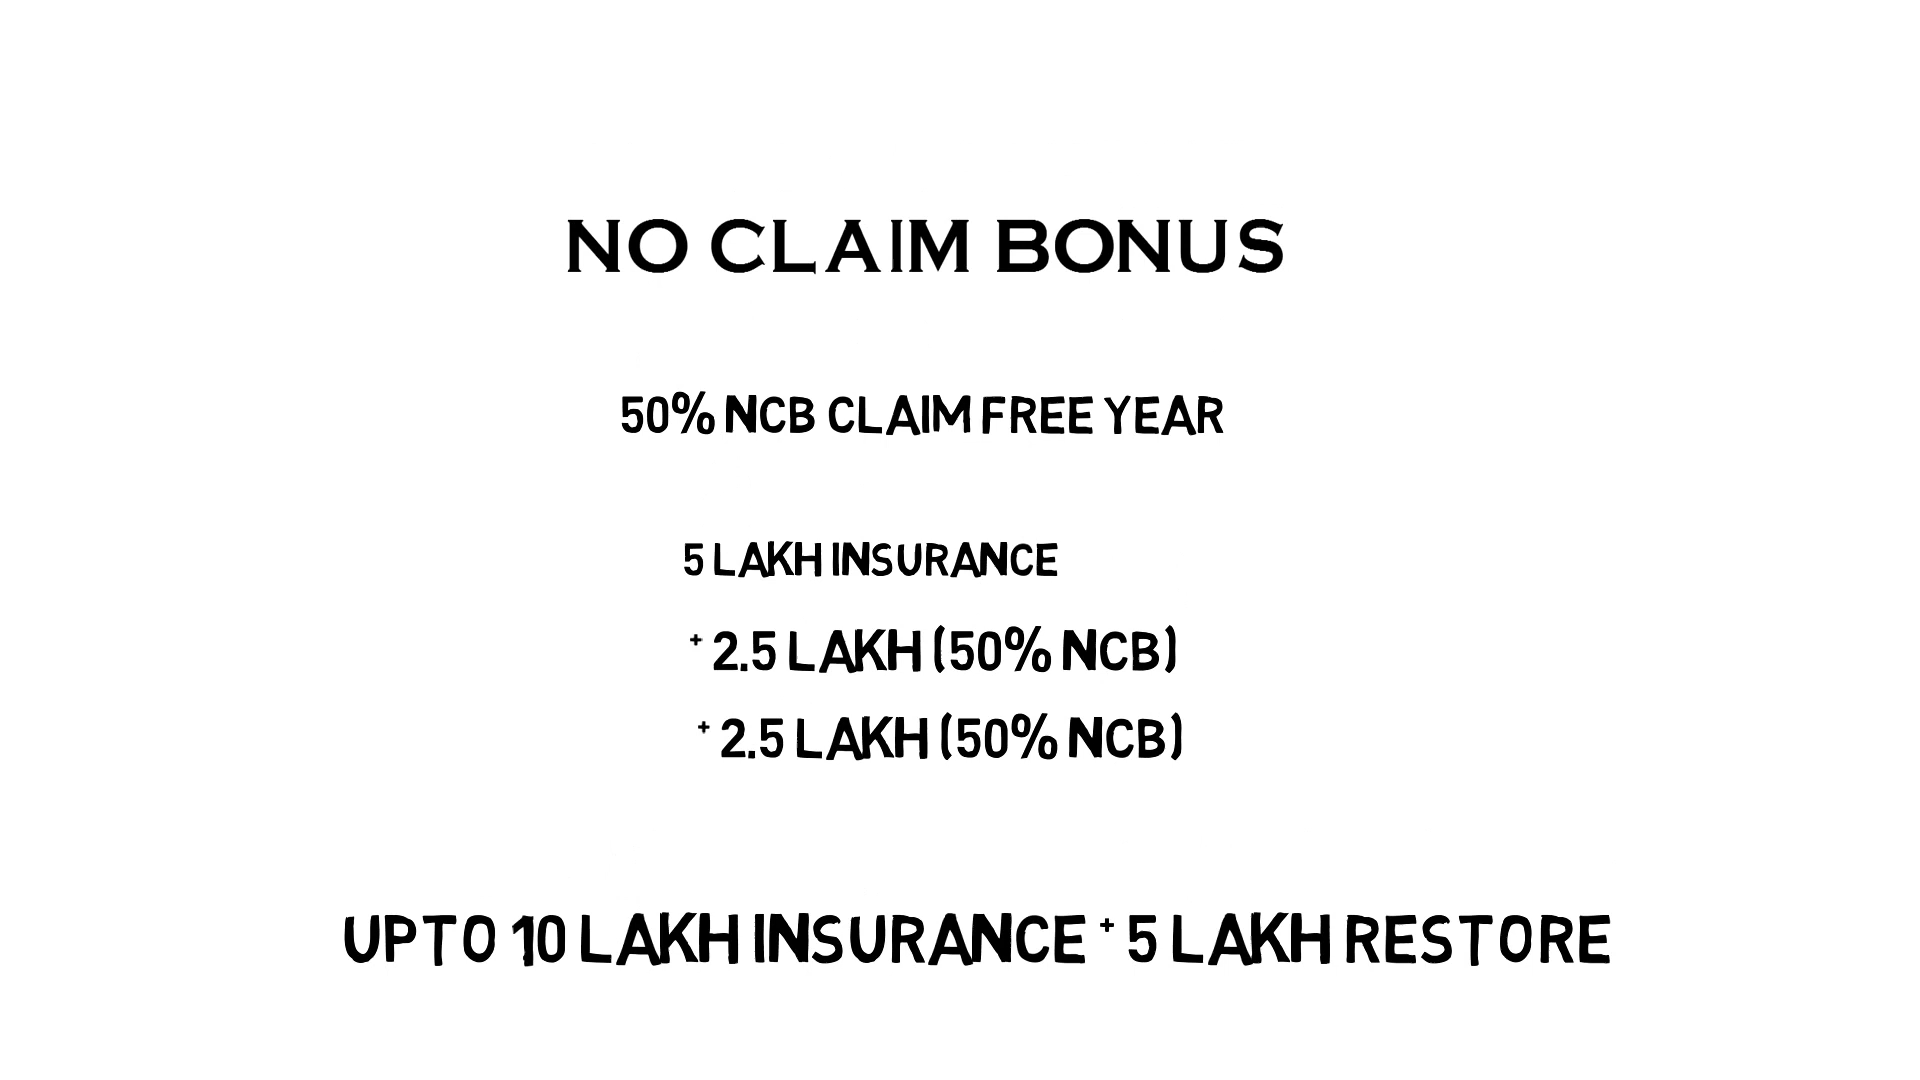 NO CLAIM BONUS
50% NCB CLAIM FREE YEAR
5 LAKH INSURANCE
+ 2.5 LAKH (50% NCB)
+ 2.5 LAKH (50% NCB)
UPTO 10 LAKH INSURANCE + 5 LAKH RESTORE